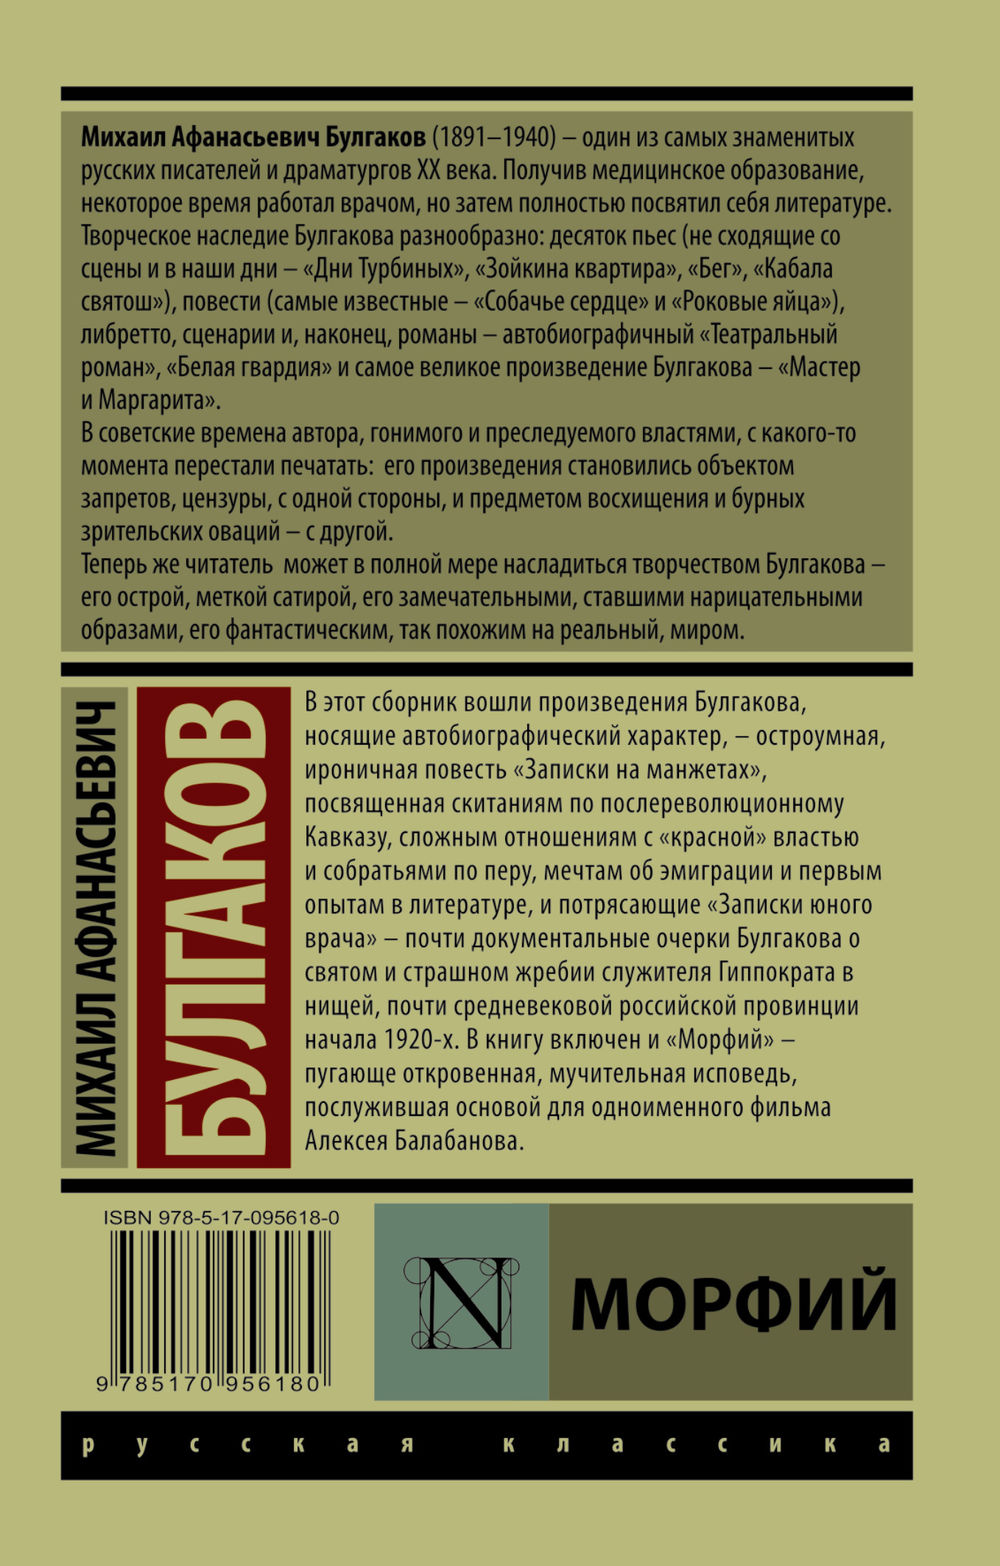 Михаил Афанасьевич Булгаков (1891–1940) – один из самых знаменитых
русских писателей и драматургов XX века. Получив медицинское образование,
некоторое время работал врачом, но затем полностью посвятил себя литературе.
Творческое наследие Булгакова разнообразно: десяток пьес (не сходящие со
сцены и в наши дни – «Дни Турбиных», «Зойкина квартира», «Бег», «Кабала
святош»), повести (самые известные – «Собачье сердце» и «Роковые яйца»),
либретто, сценарии и, наконец, романы – автобиографичный «Театральный
роман», «Белая гвардия» и самое великое произведение Булгакова – «Мастер
и Маргарита».
В советские времена автора, гонимого и преследуемого властями, с какого-то
момента перестали печатать: его произведения становились объектом
запретов, цензуры, с одной стороны, и предметом восхищения и бурных
зрительских оваций – с другой.
Теперь же читатель может в полной мере насладиться творчеством Булгакова –
его острой, меткой сатирой, его замечательными, ставшими нарицательными
образами, его фантастическим, так похожим на реальный, миром.
МИХАИЛ АФАНАСЬЕВИЧ
БУЛГАКОВ
В этот сборник вошли произведения Булгакова,
носящие автобиографический характер, – остроумная,
ироничная повесть «Записки на манжетах»,
посвященная скитаниям по послереволюционному
Кавказу, сложным отношениям с «красной» властью
и собратьями по перу, мечтам об эмиграции и первым
опытам в литературе, и потрясающие «Записки юного
врача» – почти документальные очерки Булгакова о
святом и страшном жребии служителя Гиппократа в
нищей, почти средневековой российской провинции
начала 1920-х. В книгу включен и «Морфий» –
пугающе откровенная, мучительная исповедь,
послужившая основой для одноименного фильма
Алексея Балабанова.
ISBN 978-5-17-095618-0
9 785170 956180
N
МОРФИЙ
русская классика